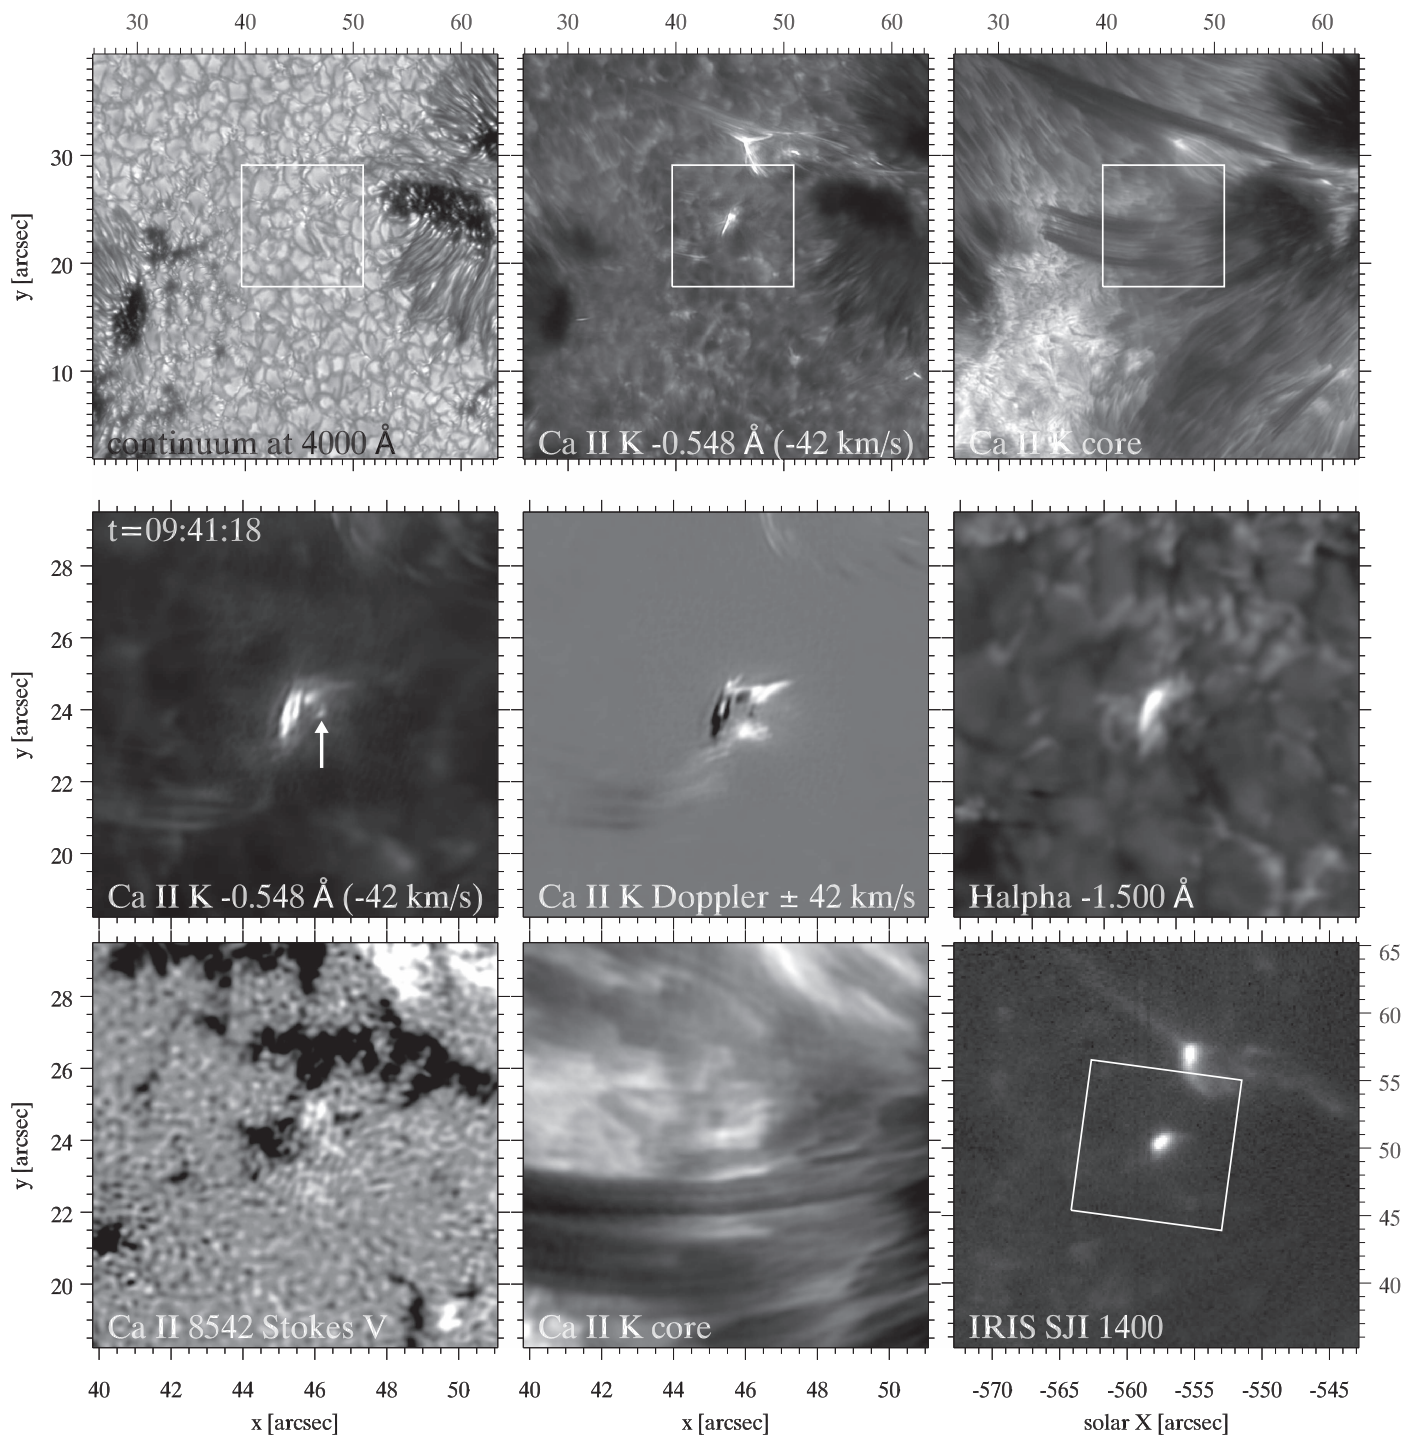 30 40 50 60 30 40 50 60 30 40 50 60
30
y [arcsec]
20
10
continuum at 4000 Å
Ca II K -0.548 Å (-42 km/s)
Ca II K core
t=09:41:18
28
26
y [arcsec]
24
22
20
Ca II K -0.548 Å (-42 km/s)
Ca II K Doppler ± 42 km/s
Halpha -1.500 Å
28
26
y [arcsec]
24
22
20
65
60
55
50
45
40
Ca II 8542 Stokes V
Ca II K core
IRIS SJI 1400
40 42 44 46 48 50 40 42 44 46 48 50 -570 -565 -560 -555 -550 -545
x [arcsec] x [arcsec] solar X [arcsec]